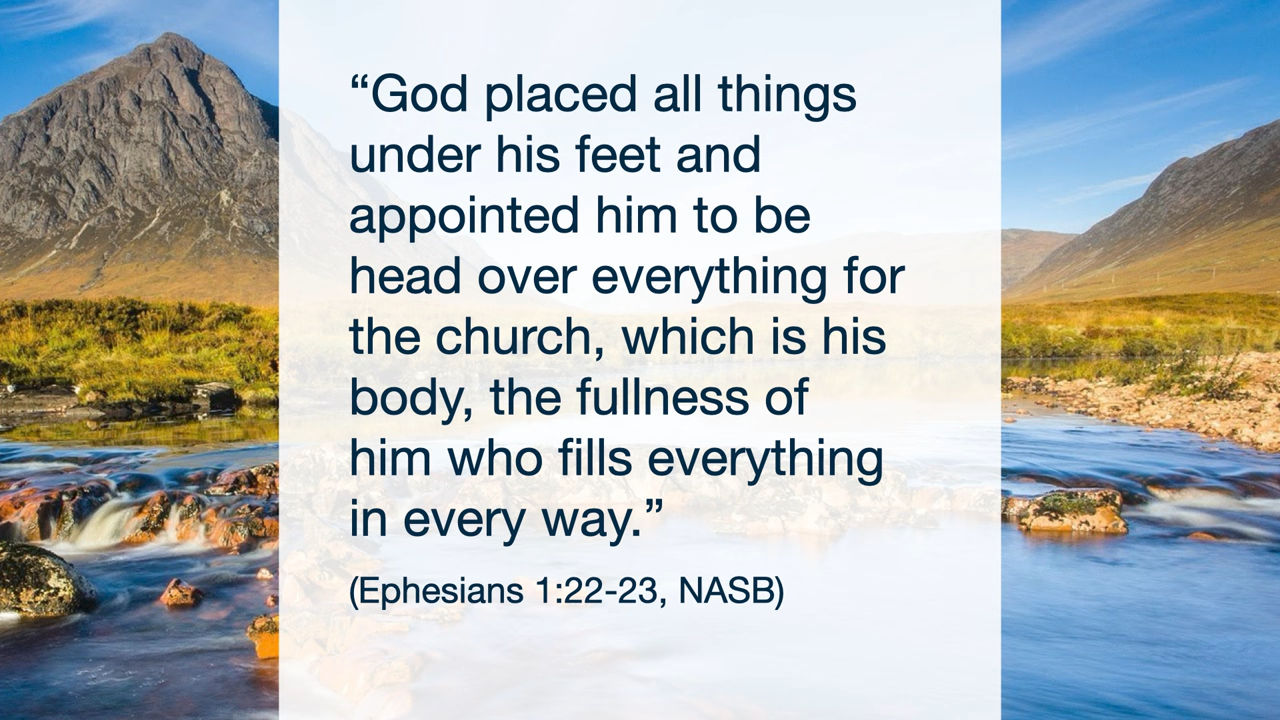 “God placed all things
under his feet and
appointed him to be
head over everything for
the church, which is his
body, the fullness of
him who fills everything
in every way.”
(Ephesians 1:22-23, NASB)